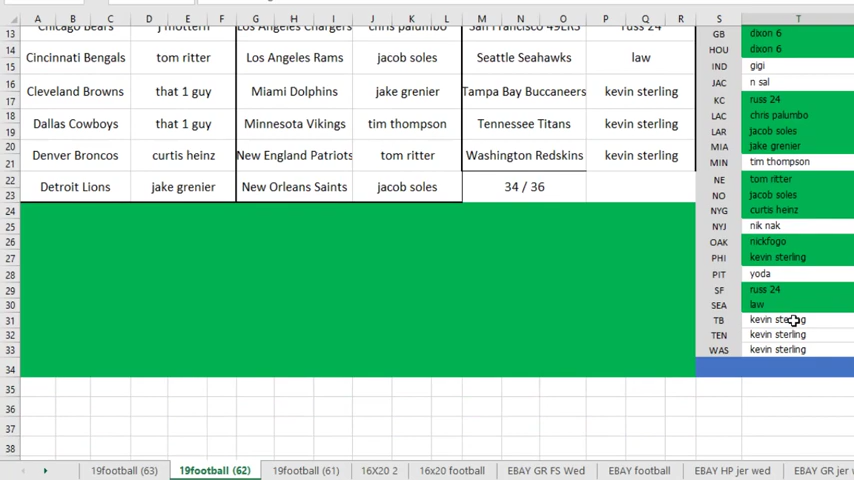 A B C D E F G H I J K L M N O P Q R S T
13 Chicago Bears j mottern Los Angeles Chargers chris palumbo San Francisco 49ERS russ 24 GB dixon 6
14 HOU dixon 6
15 Cincinnati Bengals tom ritter Los Angeles Rams jacob soles Seattle Seahawks law IND gigi
16 JAC n sal
17 Cleveland Browns that 1 guy Miami Dolphins jake grenier Tampa Bay Buccaneers kevin sterling KC russ 24
18 LAC chris palumbo
19 Dallas Cowboys that 1 guy Minnesota Vikings tim thompson Tennessee Titans kevin sterling LAR jacob soles
20 MIA jake grenier
21 Denver Broncos curtis heinz New England Patriots tom ritter Washington Redskins kevin sterling MIN tim thompson
22 NE tom ritter
23 Detroit Lions jake grenier New Orleans Saints jacob soles 34 / 36 NO jacob soles
24 NYG curtis heinz
25 NYJ nik nak
26 OAK nickfogo
27 PHI kevin sterling
28 PIT yoda
29 SF russ 24
30 SEA law
31 TB kevin sterling
32 TEN kevin sterling
33 WAS kevin sterling
34
35
36
37
38
19football (63) 19football (62) 19football (61) 16X20 2 16x20 football EBAY GR FS Wed EBAY football EBAY HP jer wed EBAY GR jer w